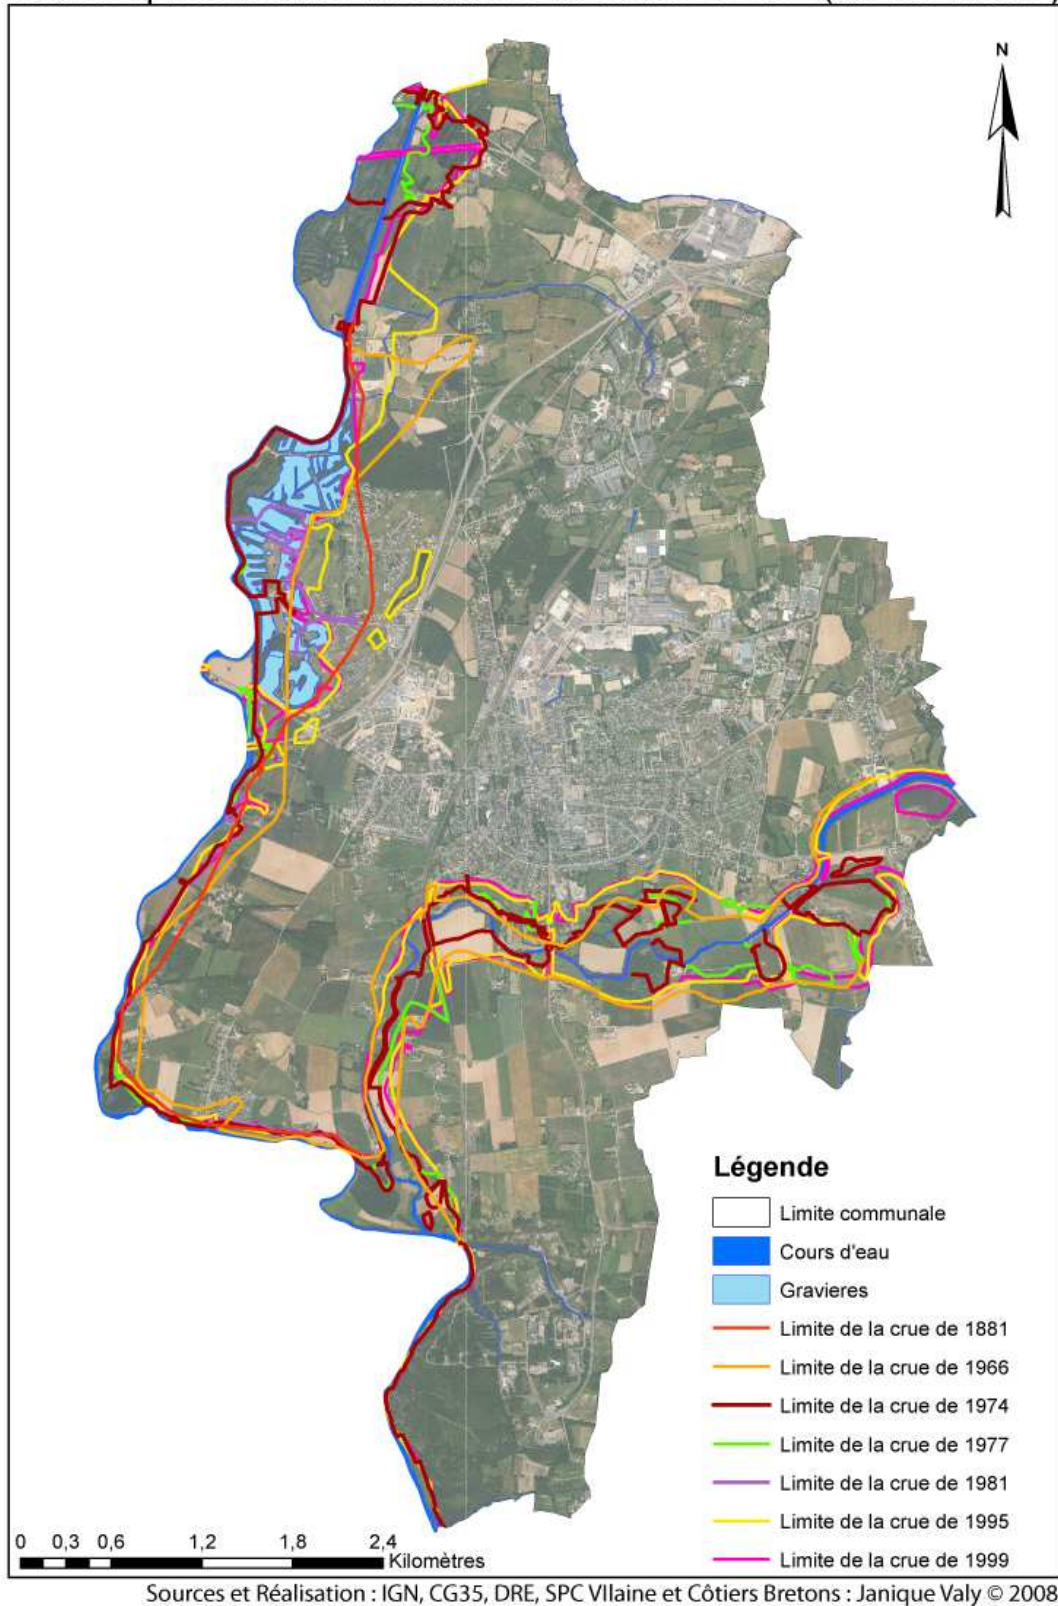 N
Légende
Limite communale
Cours d'eau
Gravieres
Limite de la crue de 1881
Limite de la crue de 1966
Limite de la crue de 1974
Limite de la crue de 1977
Limite de la crue de 1981
Limite de la crue de 1995
Limite de la crue de 1999
0 0,3 0,6 1,2 1,8 2,4
Kilomètres
Sources et Réalisation : IGN, CG35, DRE, SPC VIlaine et Côtiers Bretons : Janique Valy © 2008